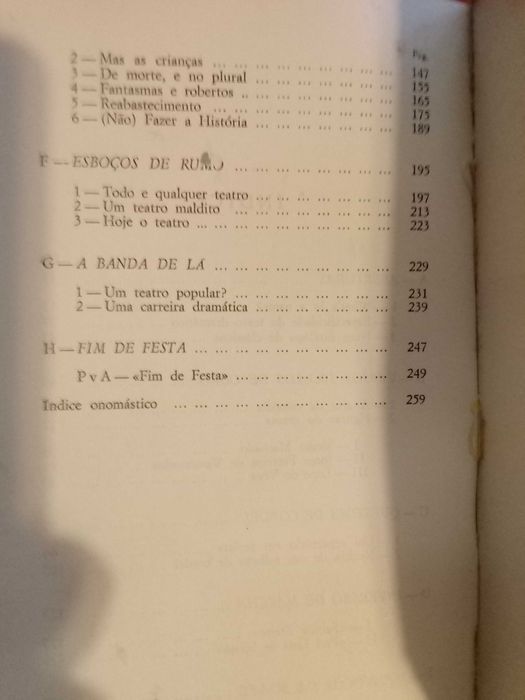 Pág.
2 — Mas as crianças ... ... ... ... ... ... ... ... ... 147
3 — De morte, e no plural ... ... ... ... ... ... ... 155
4 — Fantasmas e robertos .. ... ... ... ... ... ... ... 165
5 — Reabastecimento ... ... ... ... ... ... ... ... ... 175
6 — (Não) Fazer a História ... ... ... ... ... ... ... 189
F — ESBOÇOS DE RUMO ... ... ... ... ... ... ... ... 195
1 — Todo e qualquer teatro ... ... ... ... ... ... ... 197
2 — Um teatro maldito ... ... ... ... ... ... ... ... 213
3 — Hoje o teatro ... ... ... ... ... ... ... ... ... ... 223
G — A BANDA DE LÁ ... ... ... ... ... ... ... ... ... 229
1 — Um teatro popular? ... ... ... ... ... ... ... ... 231
2 — Uma carreira dramática ... ... ... ... ... ... ... 239
H — FIM DE FESTA ... ... ... ... ... ... ... ... ... ... 247
P v A — «Fim de Festa» ... ... ... ... ... ... ... ... 249
Indice onomástico ... ... ... ... ... ... ... ... ... ... ... 259